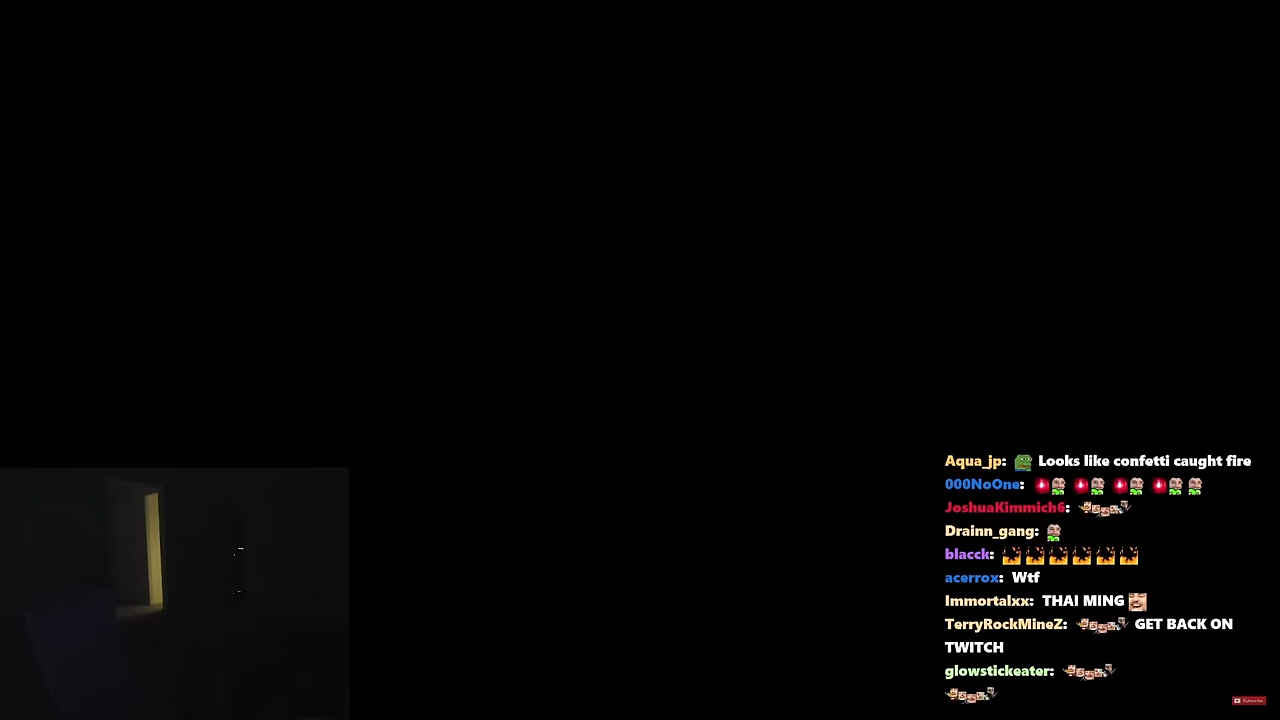 Aqua_jp: Looks like confetti caught fire
000NoOne:
JoshuaKimmich6:
Drainn_gang:
blacck:
acerrox: Wtf
Immortalxx: THAI MING
TerryRockMineZ: GET BACK ON
TWITCH
glowstickeater:
Subscribe